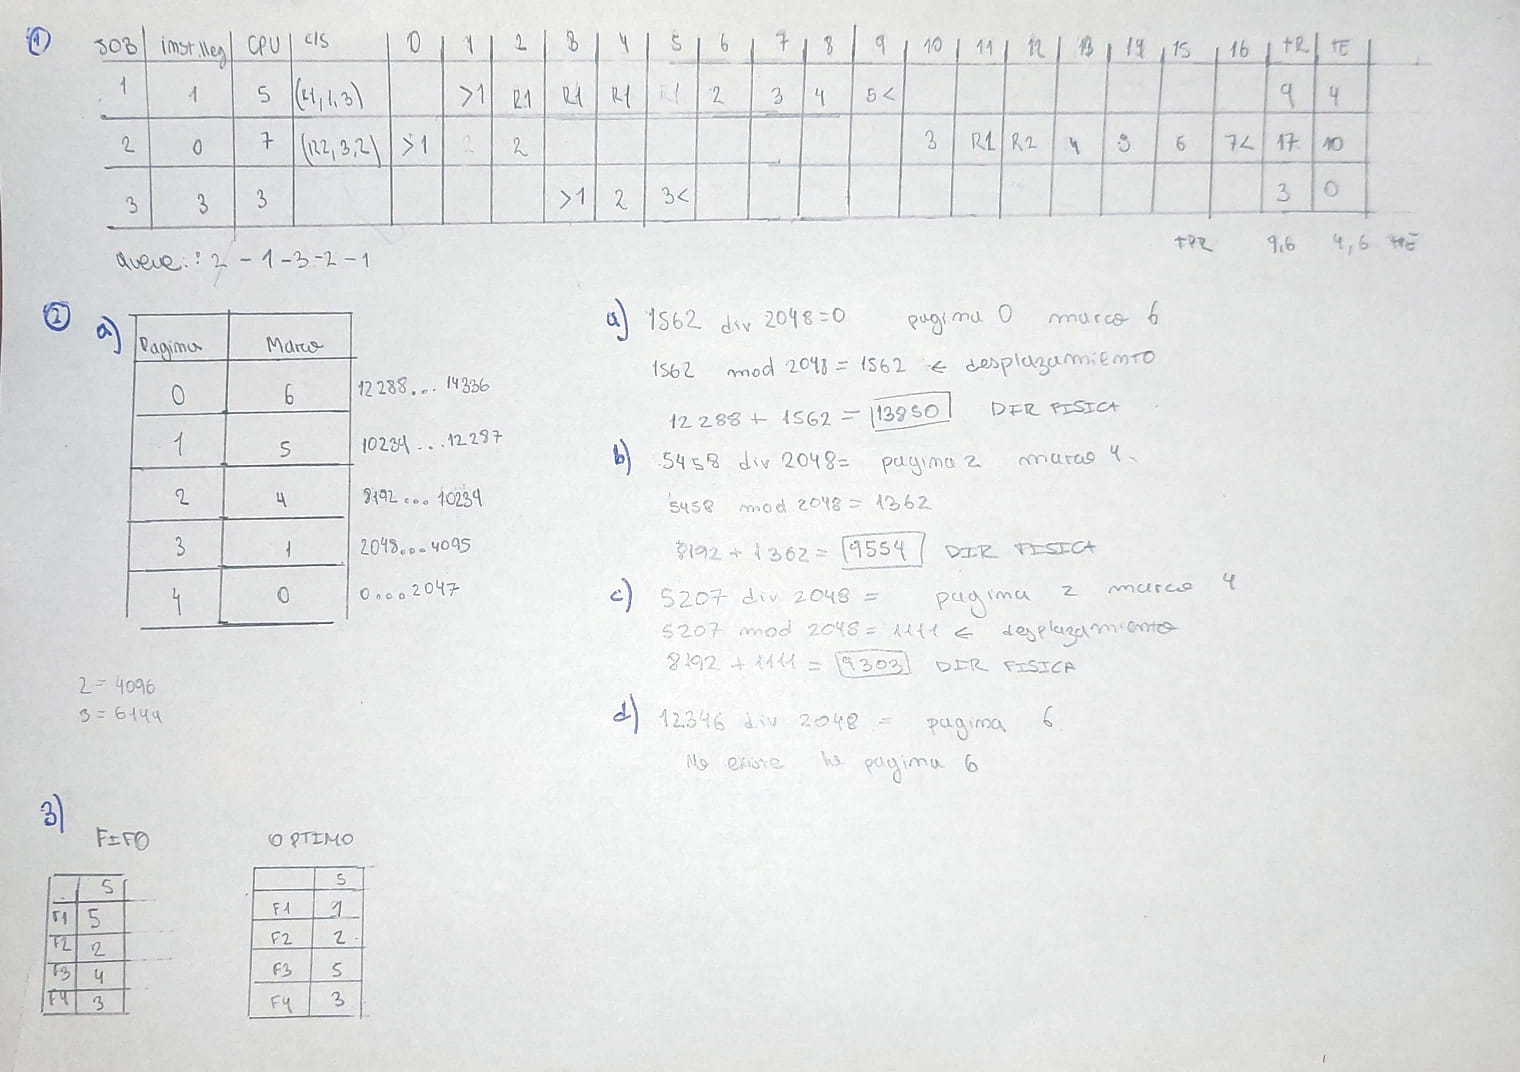 1
JOB inst.lleg CPU E/S 0 1 2 3 4 5 6 7 8 9 10 11 12 13 14 15 16 tR tE
1 1 5 (R1,1,3) >1 R1 R1 R1 1 2 3 4 5< 9 4
2 0 7 (R2,3,2) >1 2 2 3 R1 R2 4 5 6 7< 17 10
3 3 3 >1 2 3< 3 0
tPR 9,6 4,6 tPE
Queue: 2 - 1 - 3 - 2 - 1
2
a)
Pagina Marco
0 6 12288... 14336
1 5 10234...12287
2 4 8192...10234
3 1 2048...4095
4 0 0....2047
2 = 4096
3 = 6144
a) 1562 div 2048=0 pagina 0 marco 6
1562 mod 2048 = 1562 ← desplazamiento
12288 + 1562 = 13850 DIR FISICA
b) 5458 div 2048= pagina 2 marco 4.
5458 mod 2048 = 1362
8192 + 1362 = 9554 DIR FISICA
c) 5207 div 2048 = pagina 2 marco 4
5207 mod 2048 = 1111 ← desplazamiento
8192 + 1111 = 9303 DIR FISICA
d) 12346 div 2048 = pagina 6
No existe la pagina 6
3)
FIFO
5
F1 5
F2 2
F3 4
F4 3
OPTIMO
5
F1 1
F2 2
F3 5
F4 3